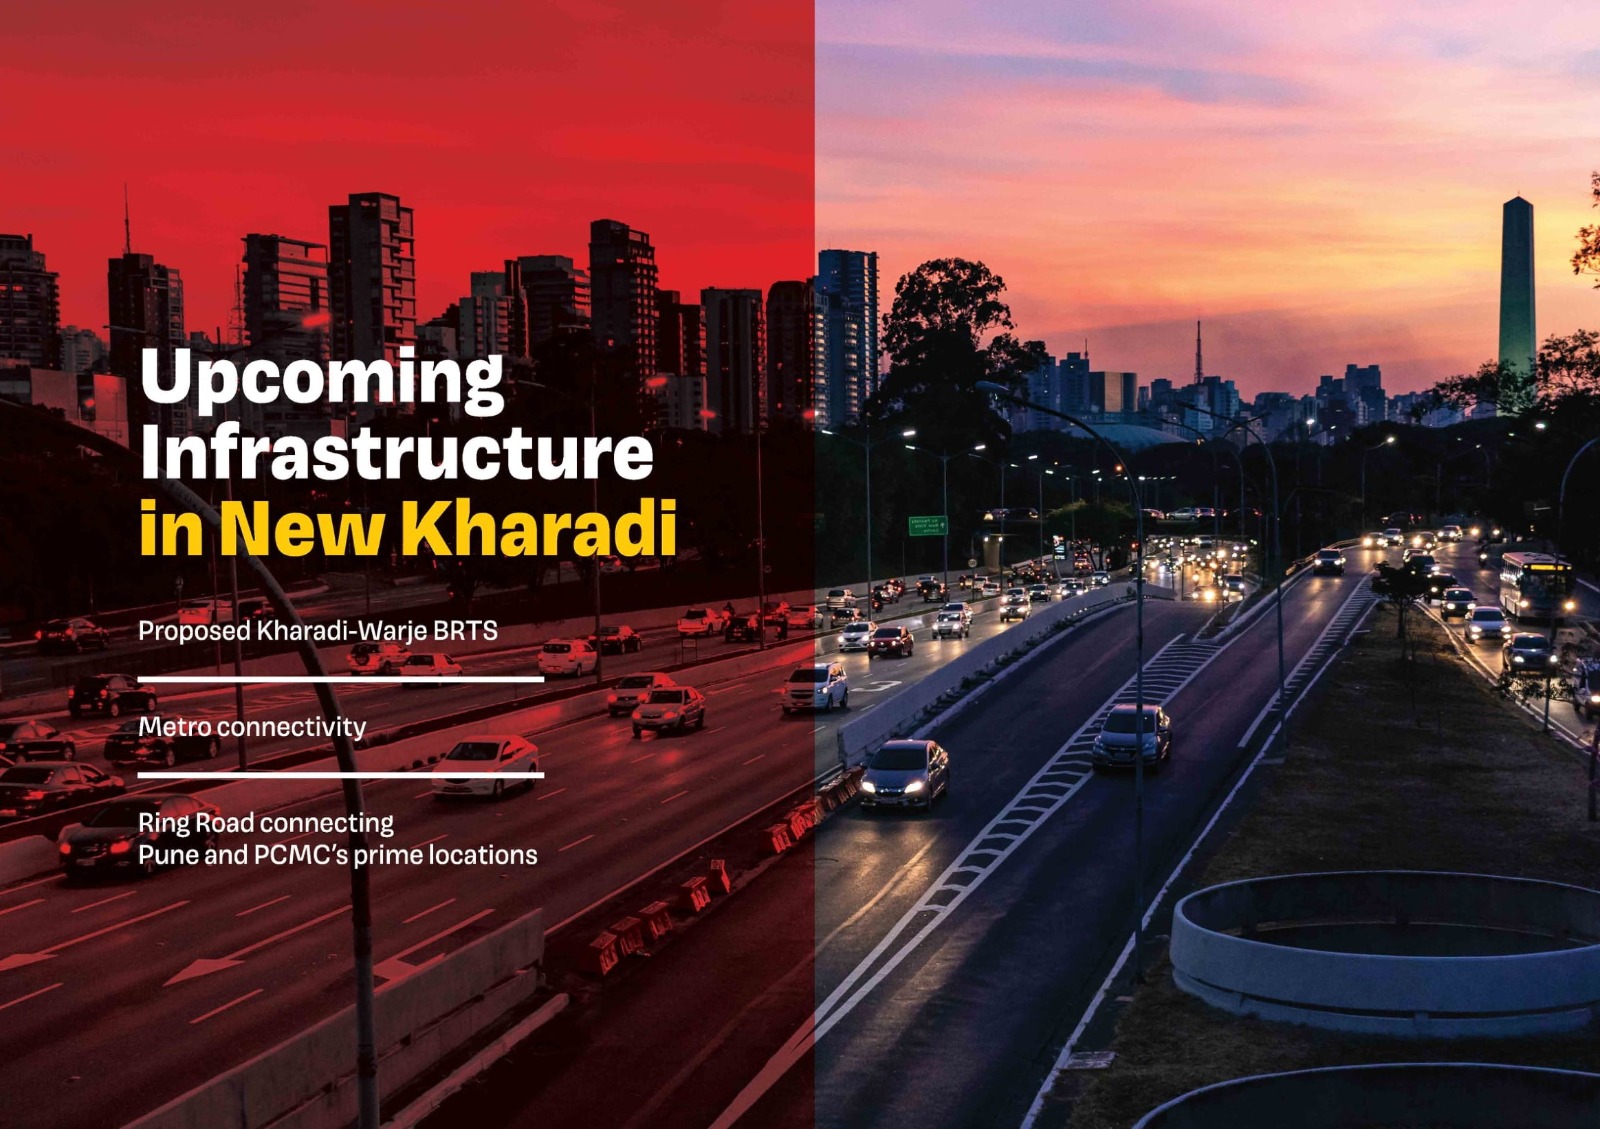 Upcoming
Infrastructure
in New Kharadi
Proposed Kharadi-Warje BRTS
Metro connectivity
Ring Road connecting
Pune and PCMC's prime locations